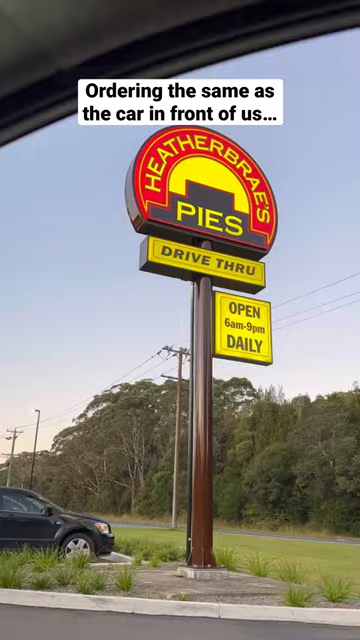 Ordering the same as
the car in front of us...
HEATHERBRAE'S
PIES
DRIVE THRU
OPEN
6am-9pm
DAILY